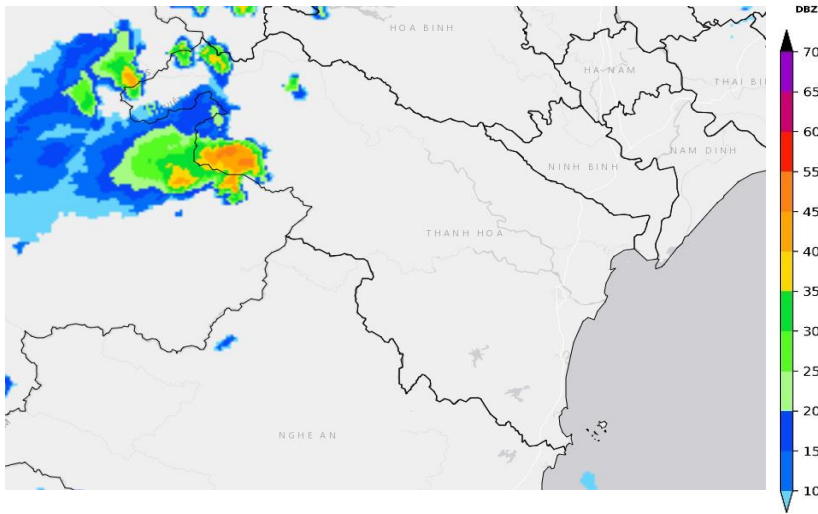 DBZ
HOA BINH
70
HA NAM
THAI BI
65
60
NAM DINH
NINH BINH
55
50
45
THANH HOA
40
35
30
25
20
NGHE AN
15
10